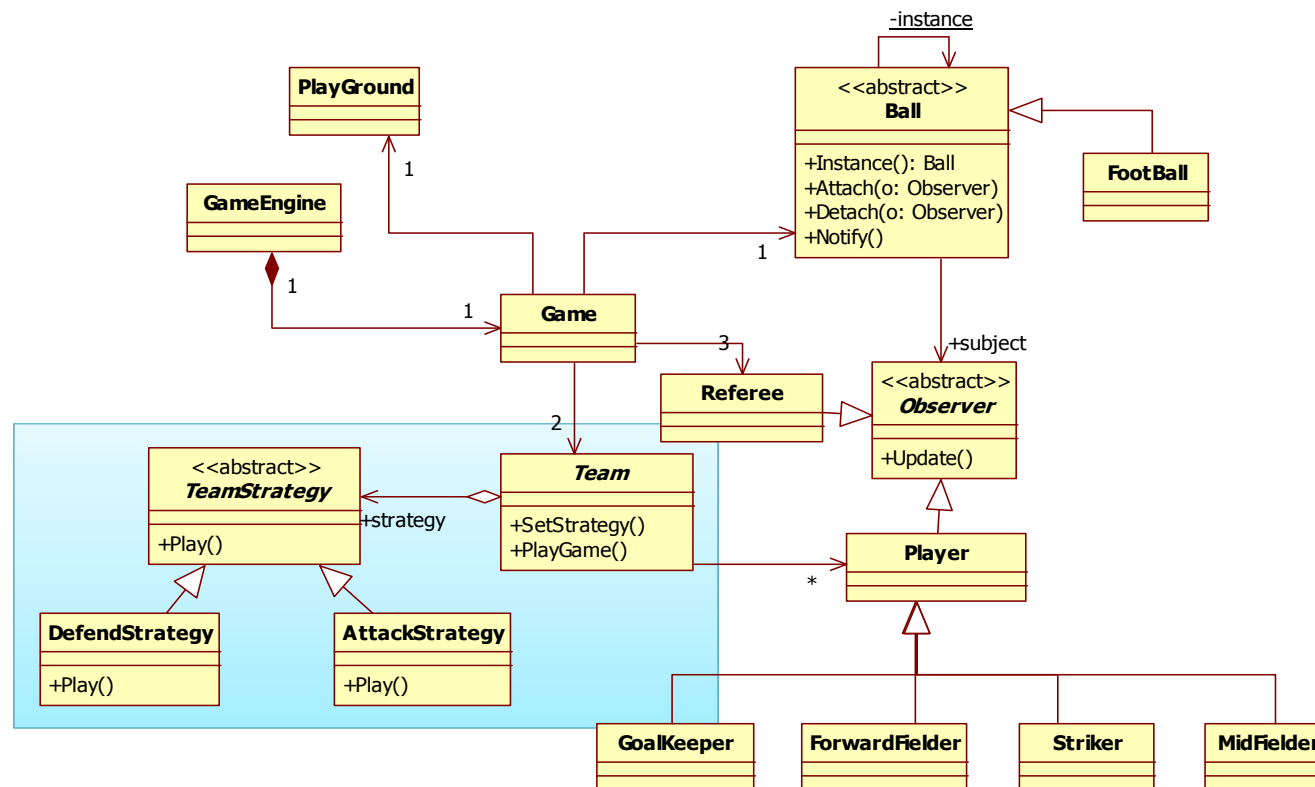 -instance
PlayGround
<<abstract>>
Ball
+Instance(): Ball
+Attach(o: Observer)
+Detach(o: Observer)
+Notify()
FootBall
1
GameEngine
1
1
1
Game
3
+subject
Referee
<<abstract>>
Observer
+Update()
2
<<abstract>>
TeamStrategy
+Play()
+strategy
Team
+SetStrategy()
+PlayGame()
*
Player
DefendStrategy
+Play()
AttackStrategy
+Play()
GoalKeeper
ForwardFielder
Striker
MidFielder